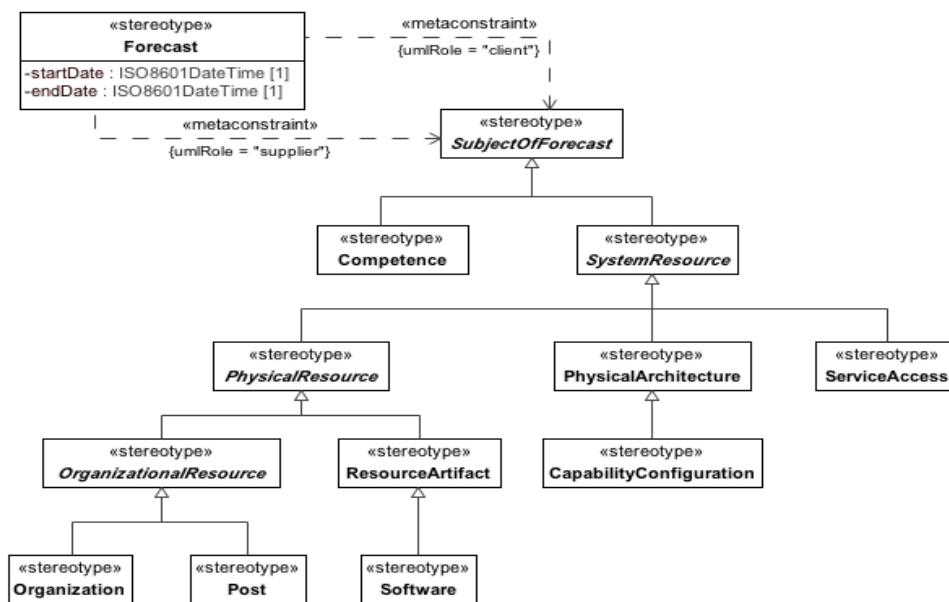 «stereotype»
Forecast
-startDate : ISO8601DateTime [1]
-endDate : ISO8601DateTime [1]
«metaconstraint»
{umlRole = "client"}
«metaconstraint»
{umlRole = "supplier"}
«stereotype»
SubjectOfForecast
«stereotype»
Competence
«stereotype»
SystemResource
«stereotype»
PhysicalResource
«stereotype»
PhysicalArchitecture
«stereotype»
ServiceAccess
«stereotype»
OrganizationalResource
«stereotype»
ResourceArtifact
«stereotype»
CapabilityConfiguration
«stereotype»
Organization
«stereotype»
Post
«stereotype»
Software